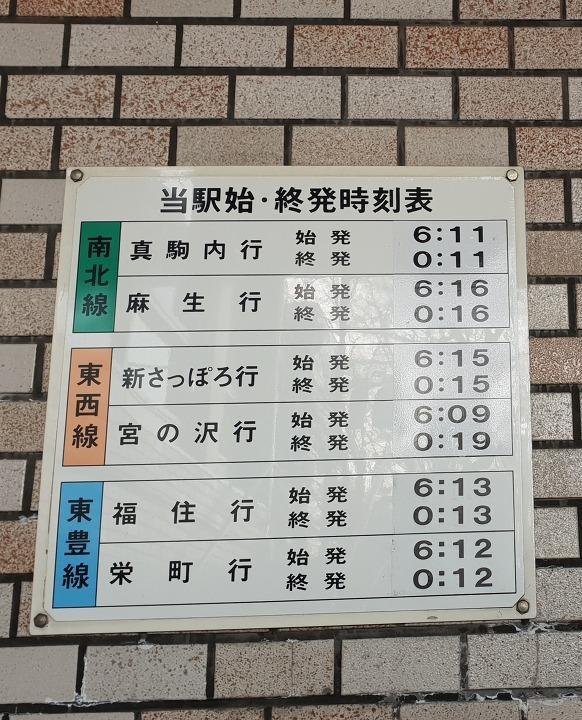 当駅始・終発時刻表
南北線
真駒内行 始発 6:11
終発 0:11
麻生行 始発 6:16
終発 0:16
東西線
新さっぽろ行 始発 6:15
終発 0:15
宮の沢行 始発 6:09
終発 0:19
東豊線
福住行 始発 6:13
終発 0:13
栄町行 始発 6:12
終発 0:12